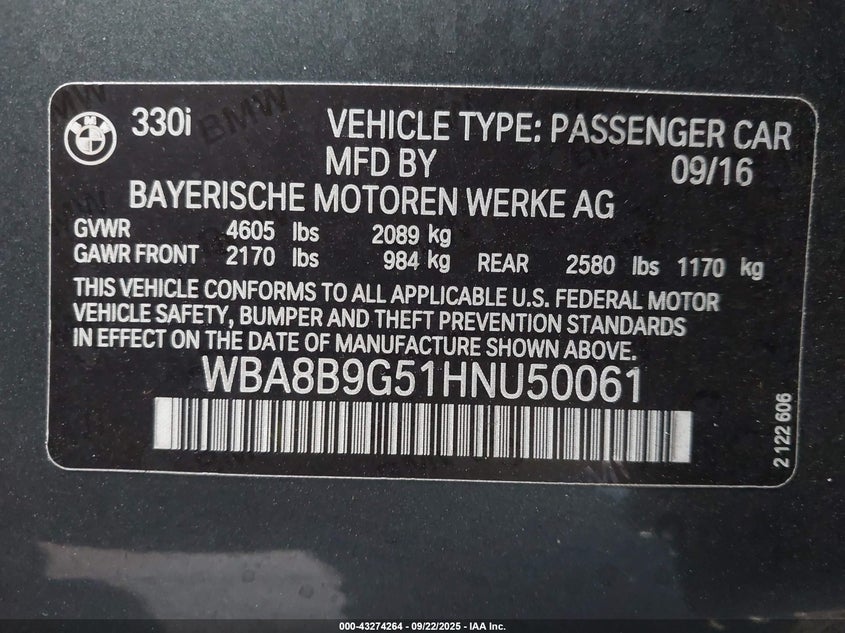 BMW
330i
VEHICLE TYPE: PASSENGER CAR
MFD BY
09/16
BAYERISCHE MOTOREN WERKE AG
GVWR 4605 lbs 2089 kg
GAWR FRONT 2170 lbs 984 kg REAR 2580 lbs 1170 kg
THIS VEHICLE CONFORMS TO ALL APPLICABLE U.S. FEDERAL MOTOR
VEHICLE SAFETY, BUMPER AND THEFT PREVENTION STANDARDS
IN EFFECT ON THE DATE OF MANUFACTURE SHOWN ABOVE.
WBA8B9G51HNU50061
2 122 606
000-43274264 - 09/22/2025 - IAA Inc.